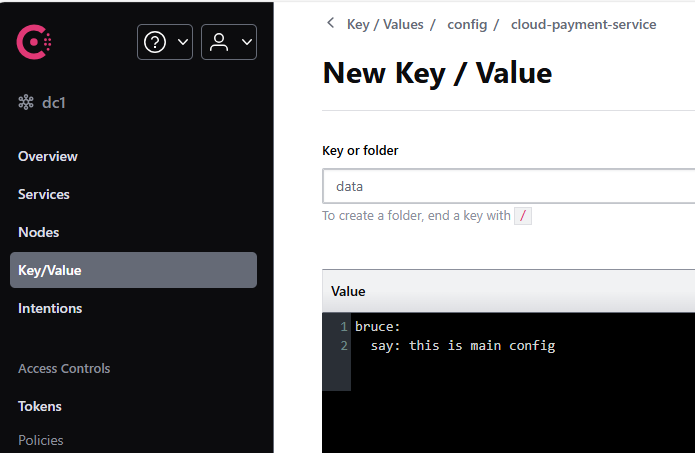 dc1
Overview
Services
Nodes
Key/Value
Intentions
Access Controls
Tokens
Policies
Key / Values / config / cloud-payment-service
New Key / Value
Key or folder
data
To create a folder, end a key with /
Value
1 bruce:
2 say: this is main config